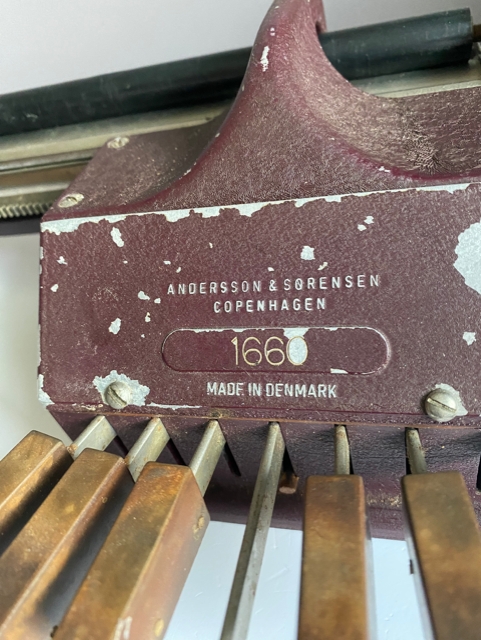 ANDERSSON & SØRENSEN
COPENHAGEN
1660
MADE IN DENMARK